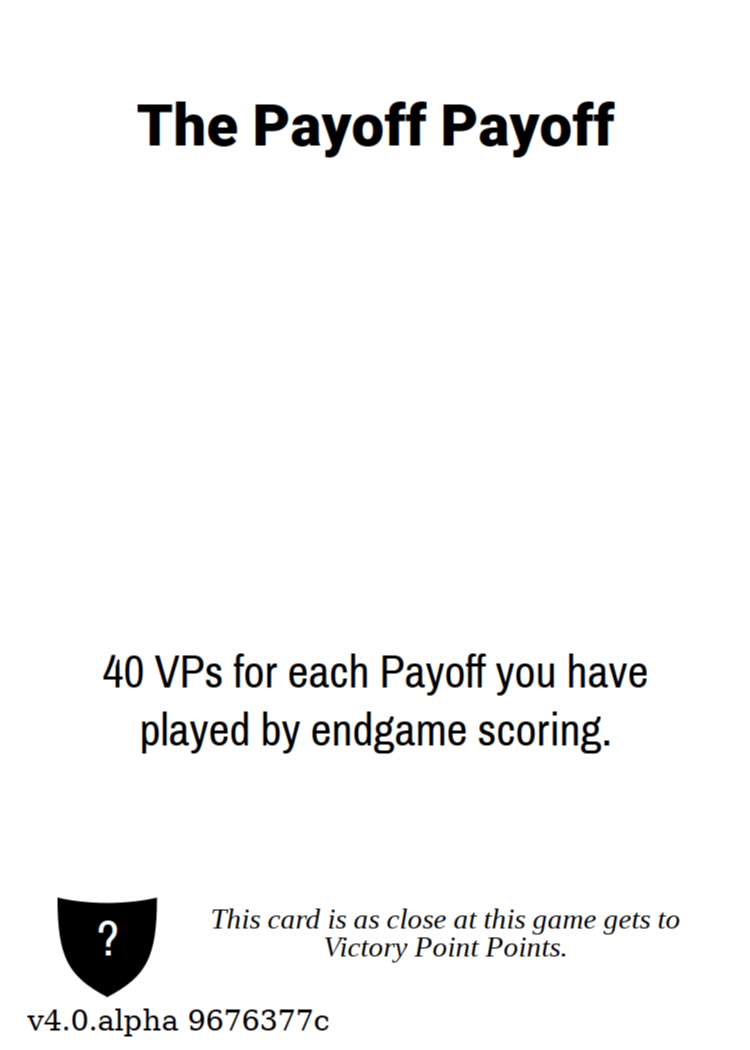 The Payoff Payoff
40 VPs for each Payoff you have
played by endgame scoring.
?
This card is as close at this game gets to
Victory Point Points.
v4.0.alpha 9676377c